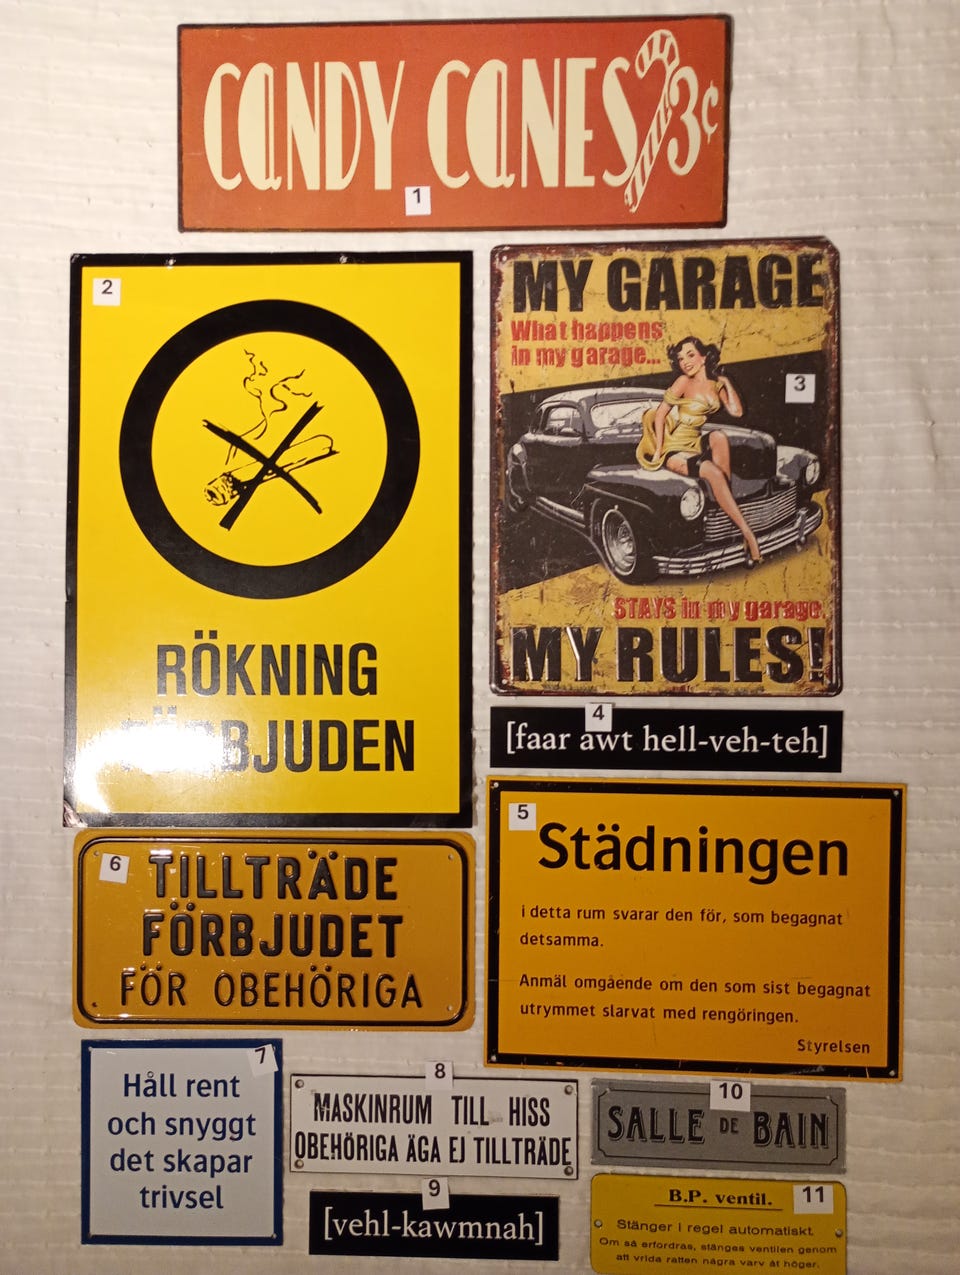 CANDY CANES 3¢
1
2
RÖKNING
FÖRBJUDEN
MY GARAGE
What happens
in my garage...
3
STAYS in my garage.
MY RULES!
4
[faar awt hell-veh-teh]
5
Städningen
i detta rum svarar den för, som begagnat
detsamma.
Anmäl omgående om den som sist begagnat
utrymmet slarvat med rengöringen.
Styrelsen
6
TILLTRÄDE
FÖRBJUDET
FÖR OBEHÖRIGA
7
Håll rent
och snyggt
det skapar
trivsel
8
MASKINRUM TILL HISS
OBEHÖRIGA ÄGA EJ TILLTRÄDE
9
[vehl-kawmnah]
10
SALLE DE BAIN
11
B.P. ventil.
Stänger i regel automatiskt.
Om så erfordras, stänges ventilen genom
att vrida ratten några varv åt höger.